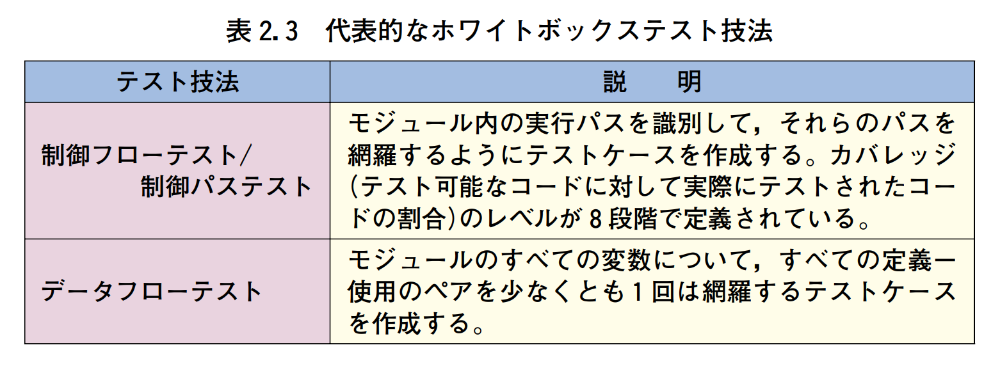 表 2.3　代表的なホワイトボックステスト技法
テスト技法
説　　明
制御フローテスト/
制御パステスト
モジュール内の実行パスを識別して，それらのパスを
網羅するようにテストケースを作成する。カバレッジ
(テスト可能なコードに対して実際にテストされたコー
ドの割合)のレベルが 8 段階で定義されている。
データフローテスト
モジュールのすべての変数について，すべての定義―
使用のペアを少なくとも 1 回は網羅するテストケース
を作成する。